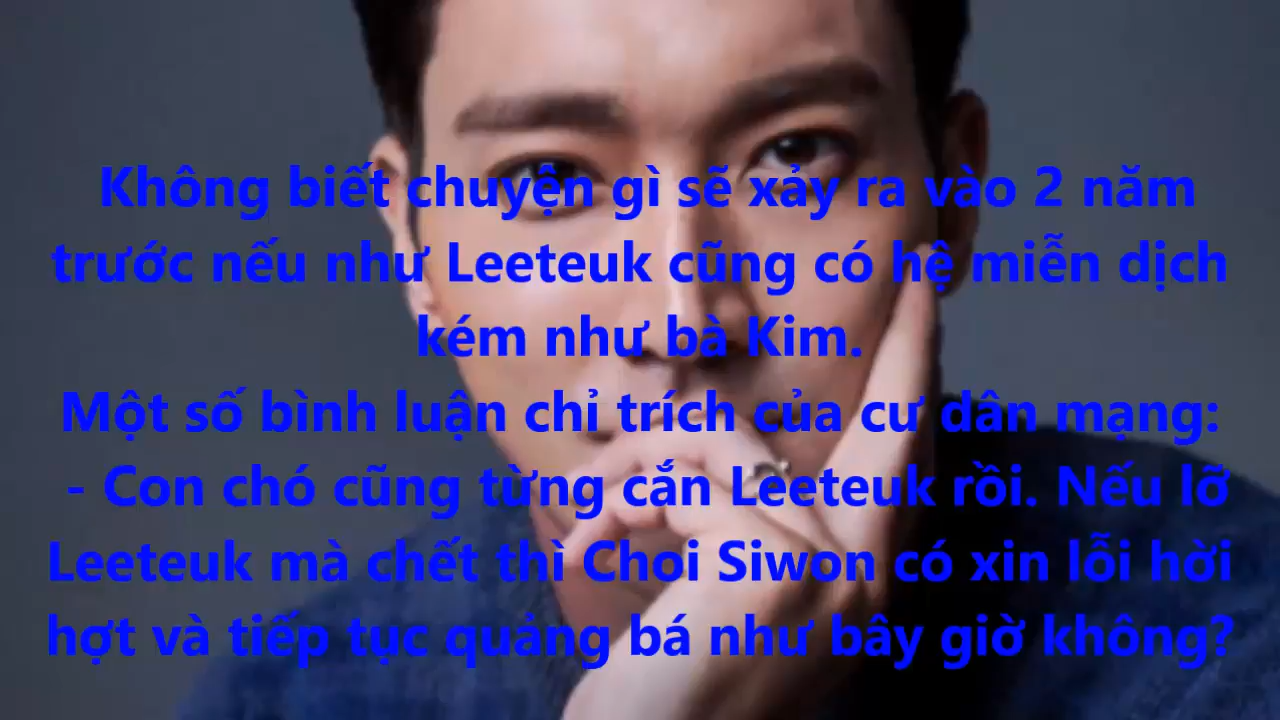 Không biết chuyện gì sẽ xảy ra vào 2 năm
trước nếu như Leeteuk cũng có hệ miễn dịch
kém như bà Kim.
Một số bình luận chỉ trích của cư dân mạng:
- Con chó cũng từng cắn Leeteuk rồi. Nếu lỡ
Leeteuk mà chết thì Choi Siwon có xin lỗi hời
hợt và tiếp tục quảng bá như bây giờ không?